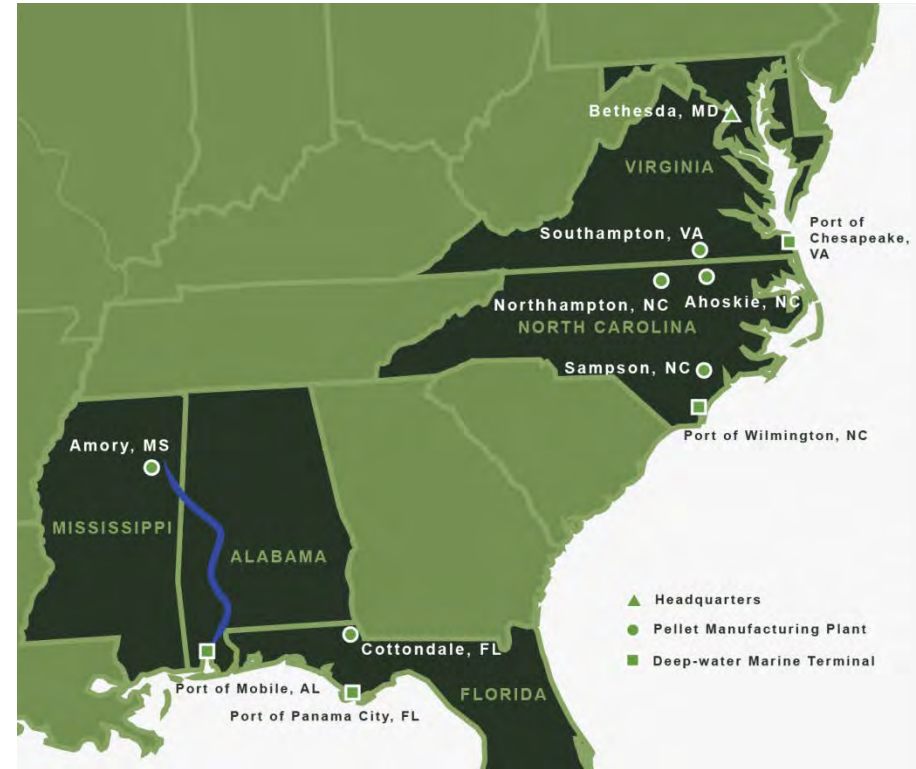 Bethesda, MD
VIRGINIA
Port of
Chesapeake,
VA
Southampton, VA
Northhampton, NC
Ahoskie, NC
NORTH CAROLINA
Sampson, NC
Port of Wilmington, NC
Amory, MS
MISSISSIPPI
ALABAMA
Headquarters
Pellet Manufacturing Plant
Deep-water Marine Terminal
Cottondale, FL
Port of Mobile, AL
FLORIDA
Port of Panama City, FL